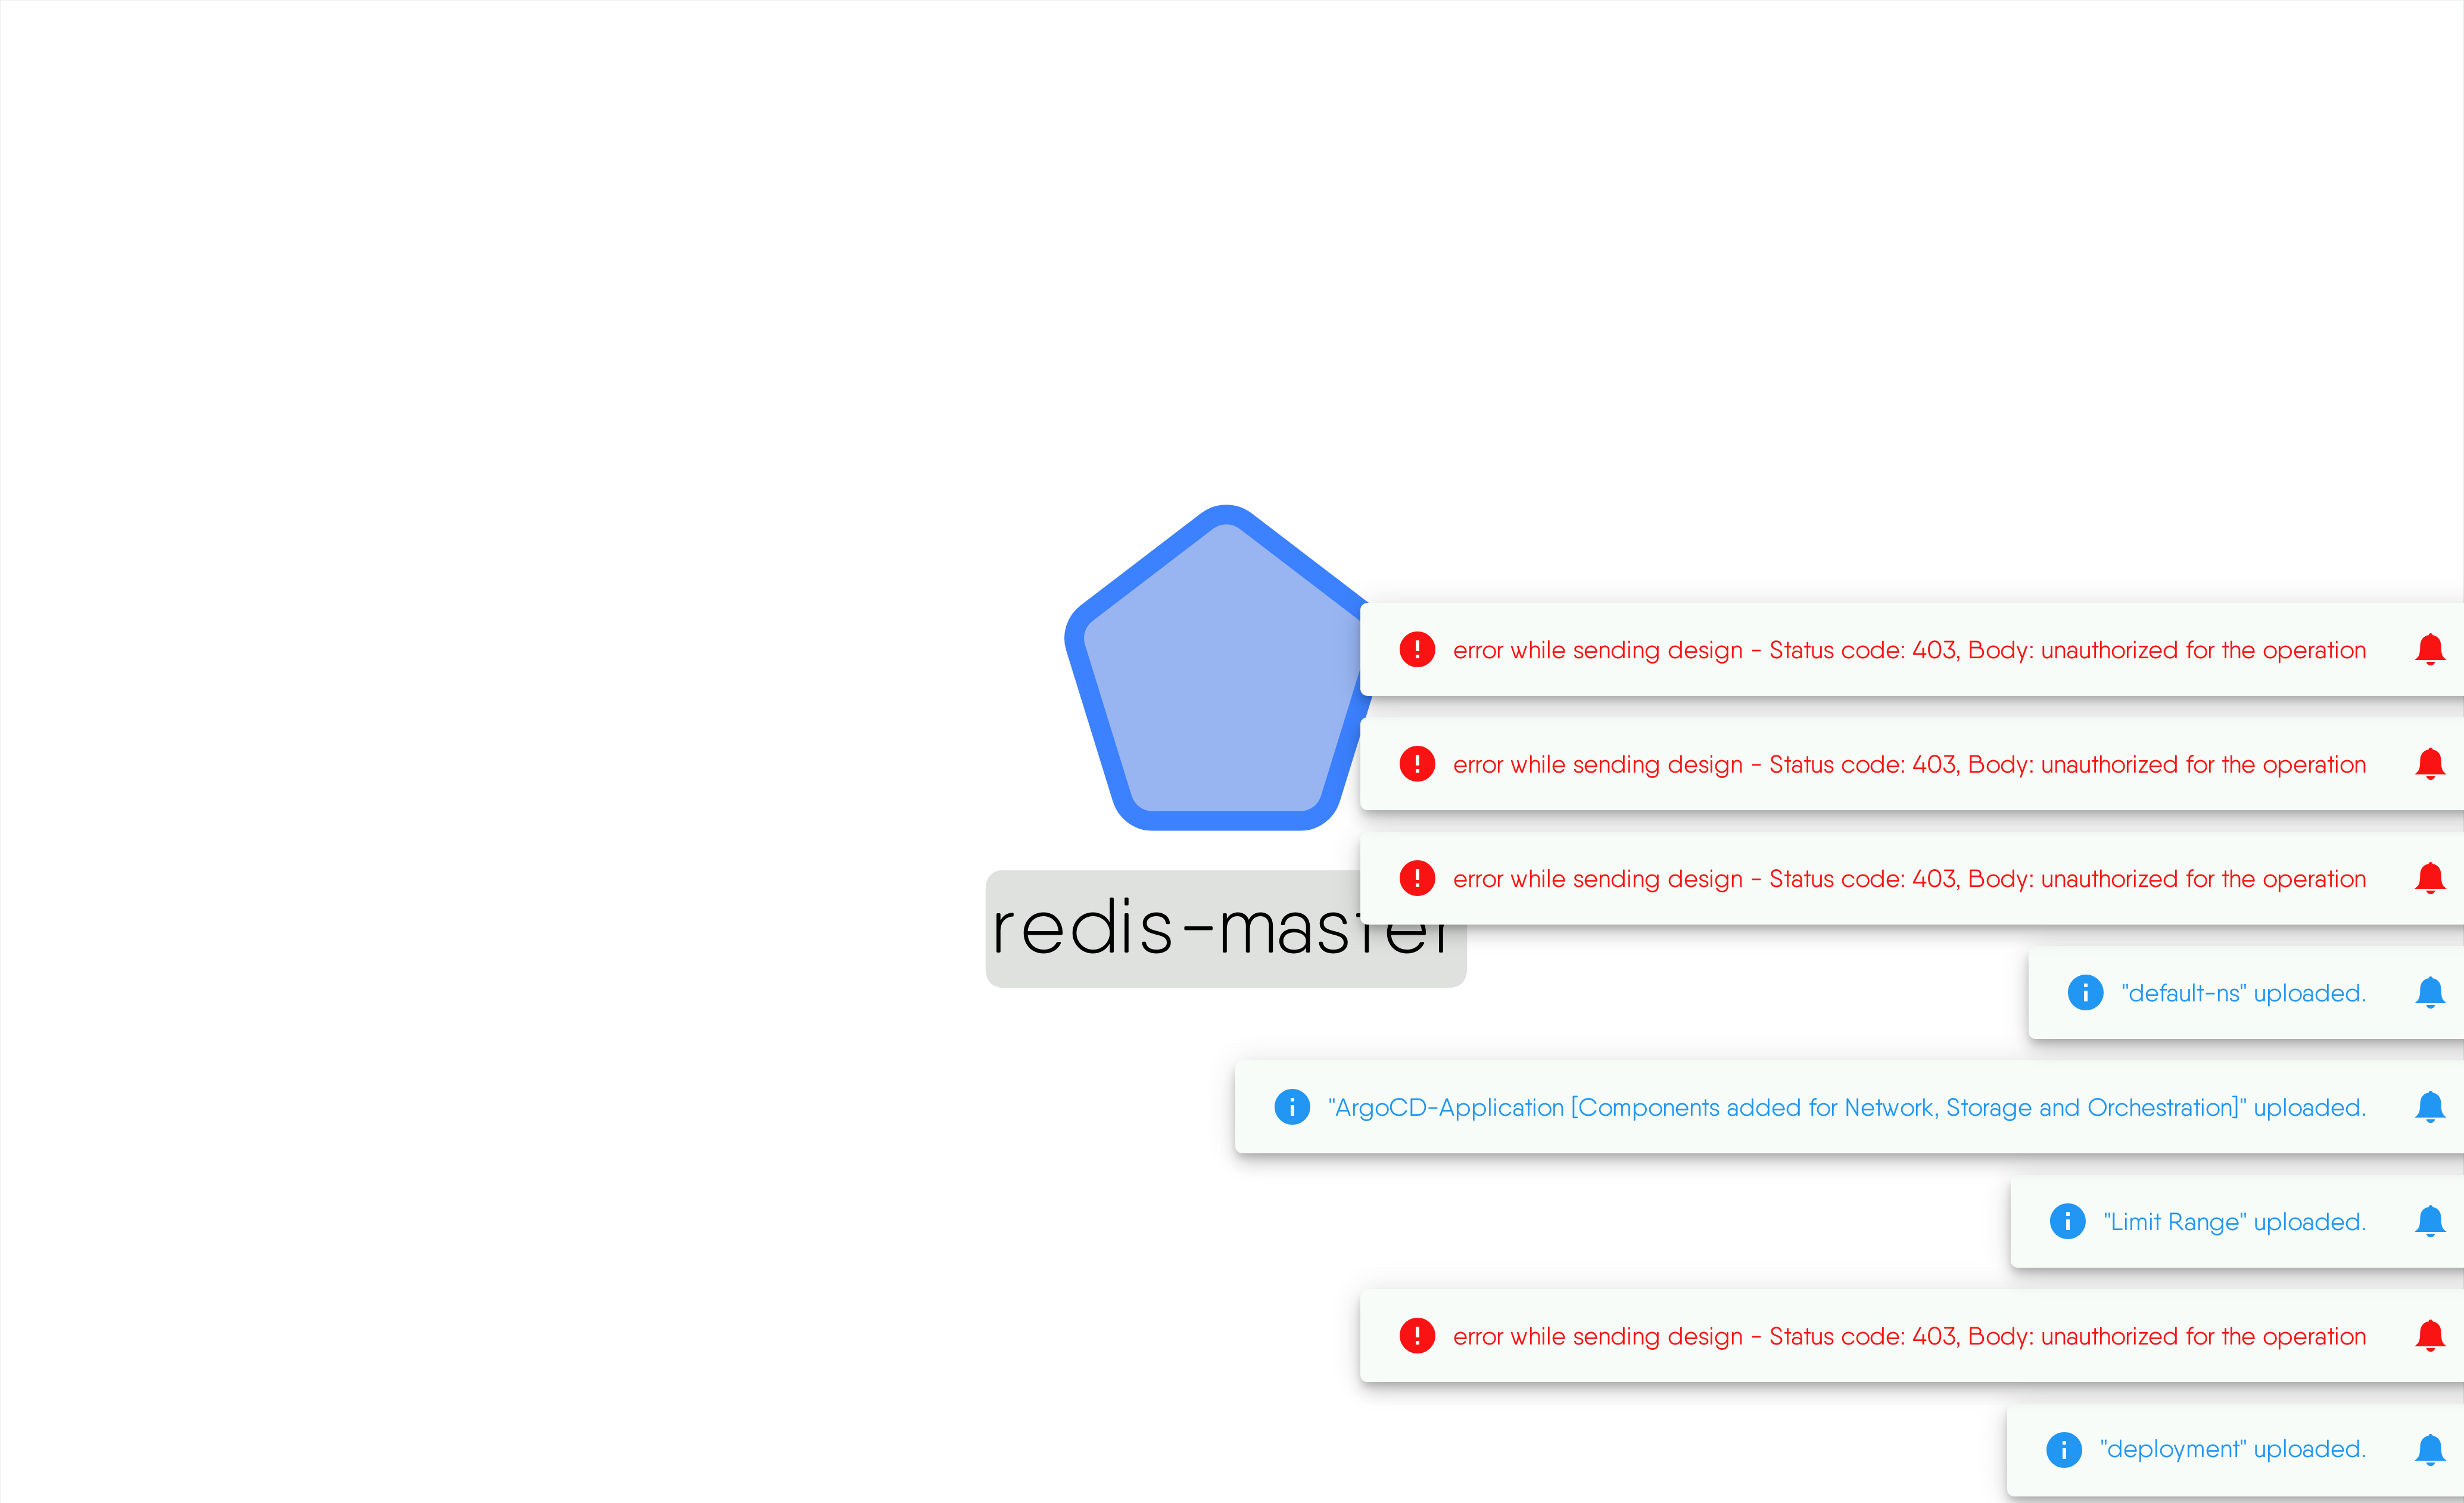 error while sending design - Status code: 403, Body: unauthorized for the operation
error while sending design - Status code: 403, Body: unauthorized for the operation
error while sending design - Status code: 403, Body: unauthorized for the operation
redis-master
"default-ns" uploaded.
"ArgoCD-Application [Components added for Network, Storage and Orchestration]" uploaded.
"Limit Range" uploaded.
error while sending design - Status code: 403, Body: unauthorized for the operation
"deployment" uploaded.